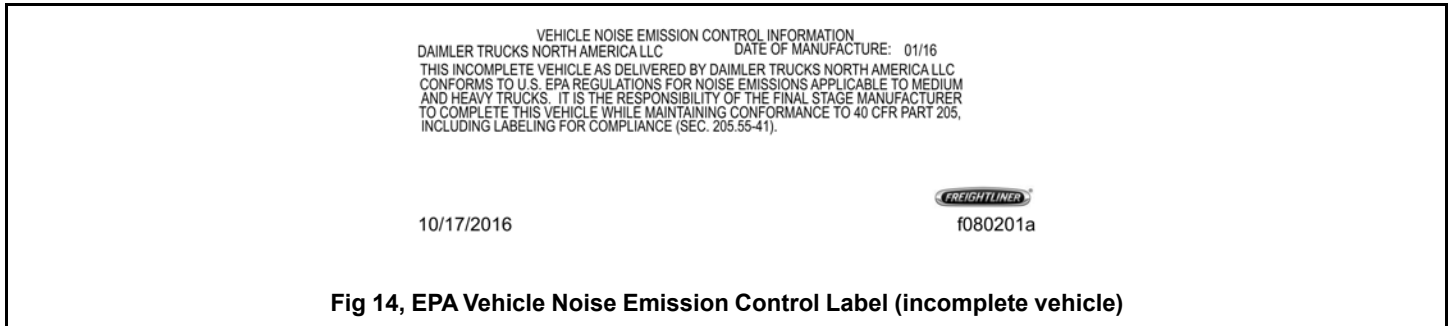 VEHICLE NOISE EMISSION CONTROL INFORMATION
DAIMLER TRUCKS NORTH AMERICA LLC DATE OF MANUFACTURE: 01/16
THIS INCOMPLETE VEHICLE AS DELIVERED BY DAIMLER TRUCKS NORTH AMERICA LLC
CONFORMS TO U.S. EPA REGULATIONS FOR NOISE EMISSIONS APPLICABLE TO MEDIUM
AND HEAVY TRUCKS. IT IS THE RESPONSIBILITY OF THE FINAL STAGE MANUFACTURER
TO COMPLETE THIS VEHICLE WHILE MAINTAINING CONFORMANCE TO 40 CFR PART 205,
INCLUDING LABELING FOR COMPLIANCE (SEC. 205.55-41).
FREIGHTLINER
10/17/2016 f080201a
Fig 14, EPA Vehicle Noise Emission Control Label (incomplete vehicle)